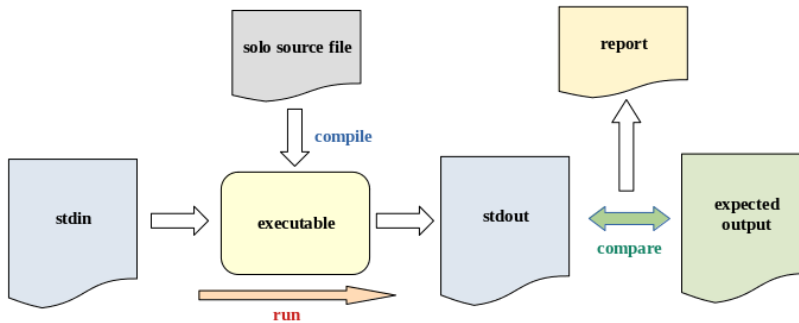 solo source file
report
compile
stdin
executable
stdout
expected
output
compare
run